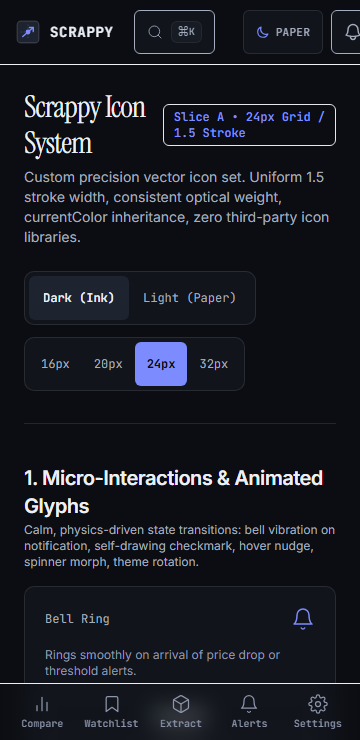 SCRAPPY
⌘K
PAPER
Scrappy Icon
System
Slice A • 24px Grid /
1.5 Stroke
Custom precision vector icon set. Uniform 1.5
stroke width, consistent optical weight,
currentColor inheritance, zero third-party icon
libraries.
Dark (Ink) Light (Paper)
16px 20px 24px 32px
1. Micro-Interactions & Animated
Glyphs
Calm, physics-driven state transitions: bell vibration on
notification, self-drawing checkmark, hover nudge,
spinner morph, theme rotation.
Bell Ring
Rings smoothly on arrival of price drop or
threshold alerts.
Compare Watchlist Extract Alerts Settings